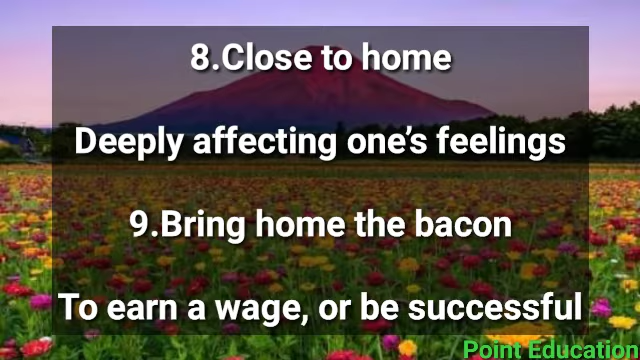 8.Close to home
Deeply affecting one’s feelings
9.Bring home the bacon
To earn a wage, or be successful
Point Education